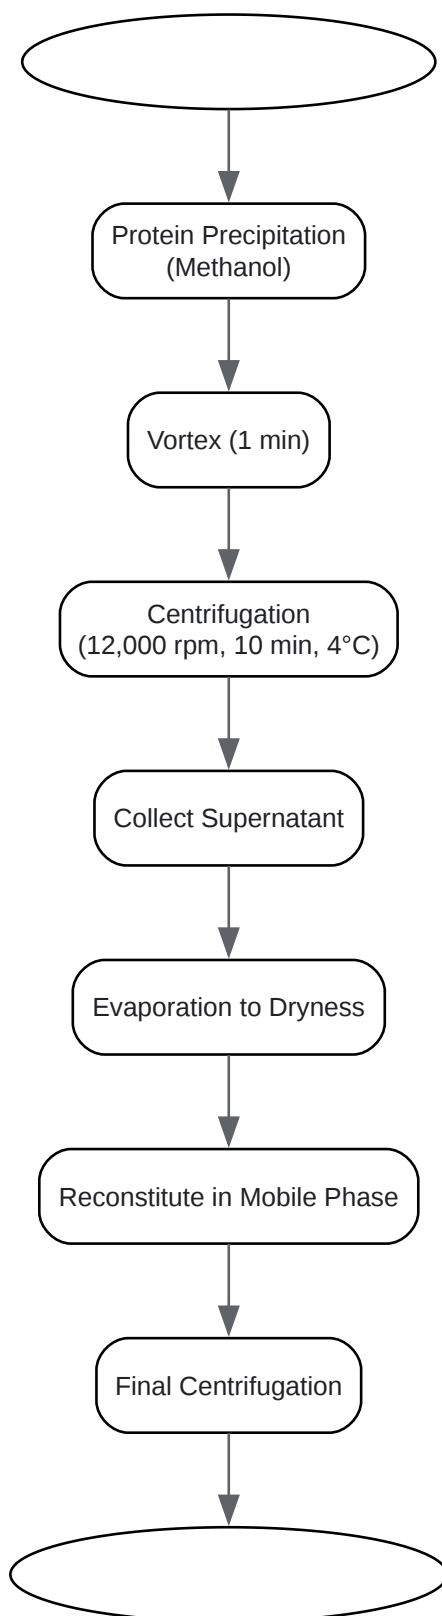 Protein Precipitation
(Methanol)
Vortex (1 min)
Centrifugation
(12,000 rpm, 10 min, 4°C)
Collect Supernatant
Evaporation to Dryness
Reconstitute in Mobile Phase
Final Centrifugation